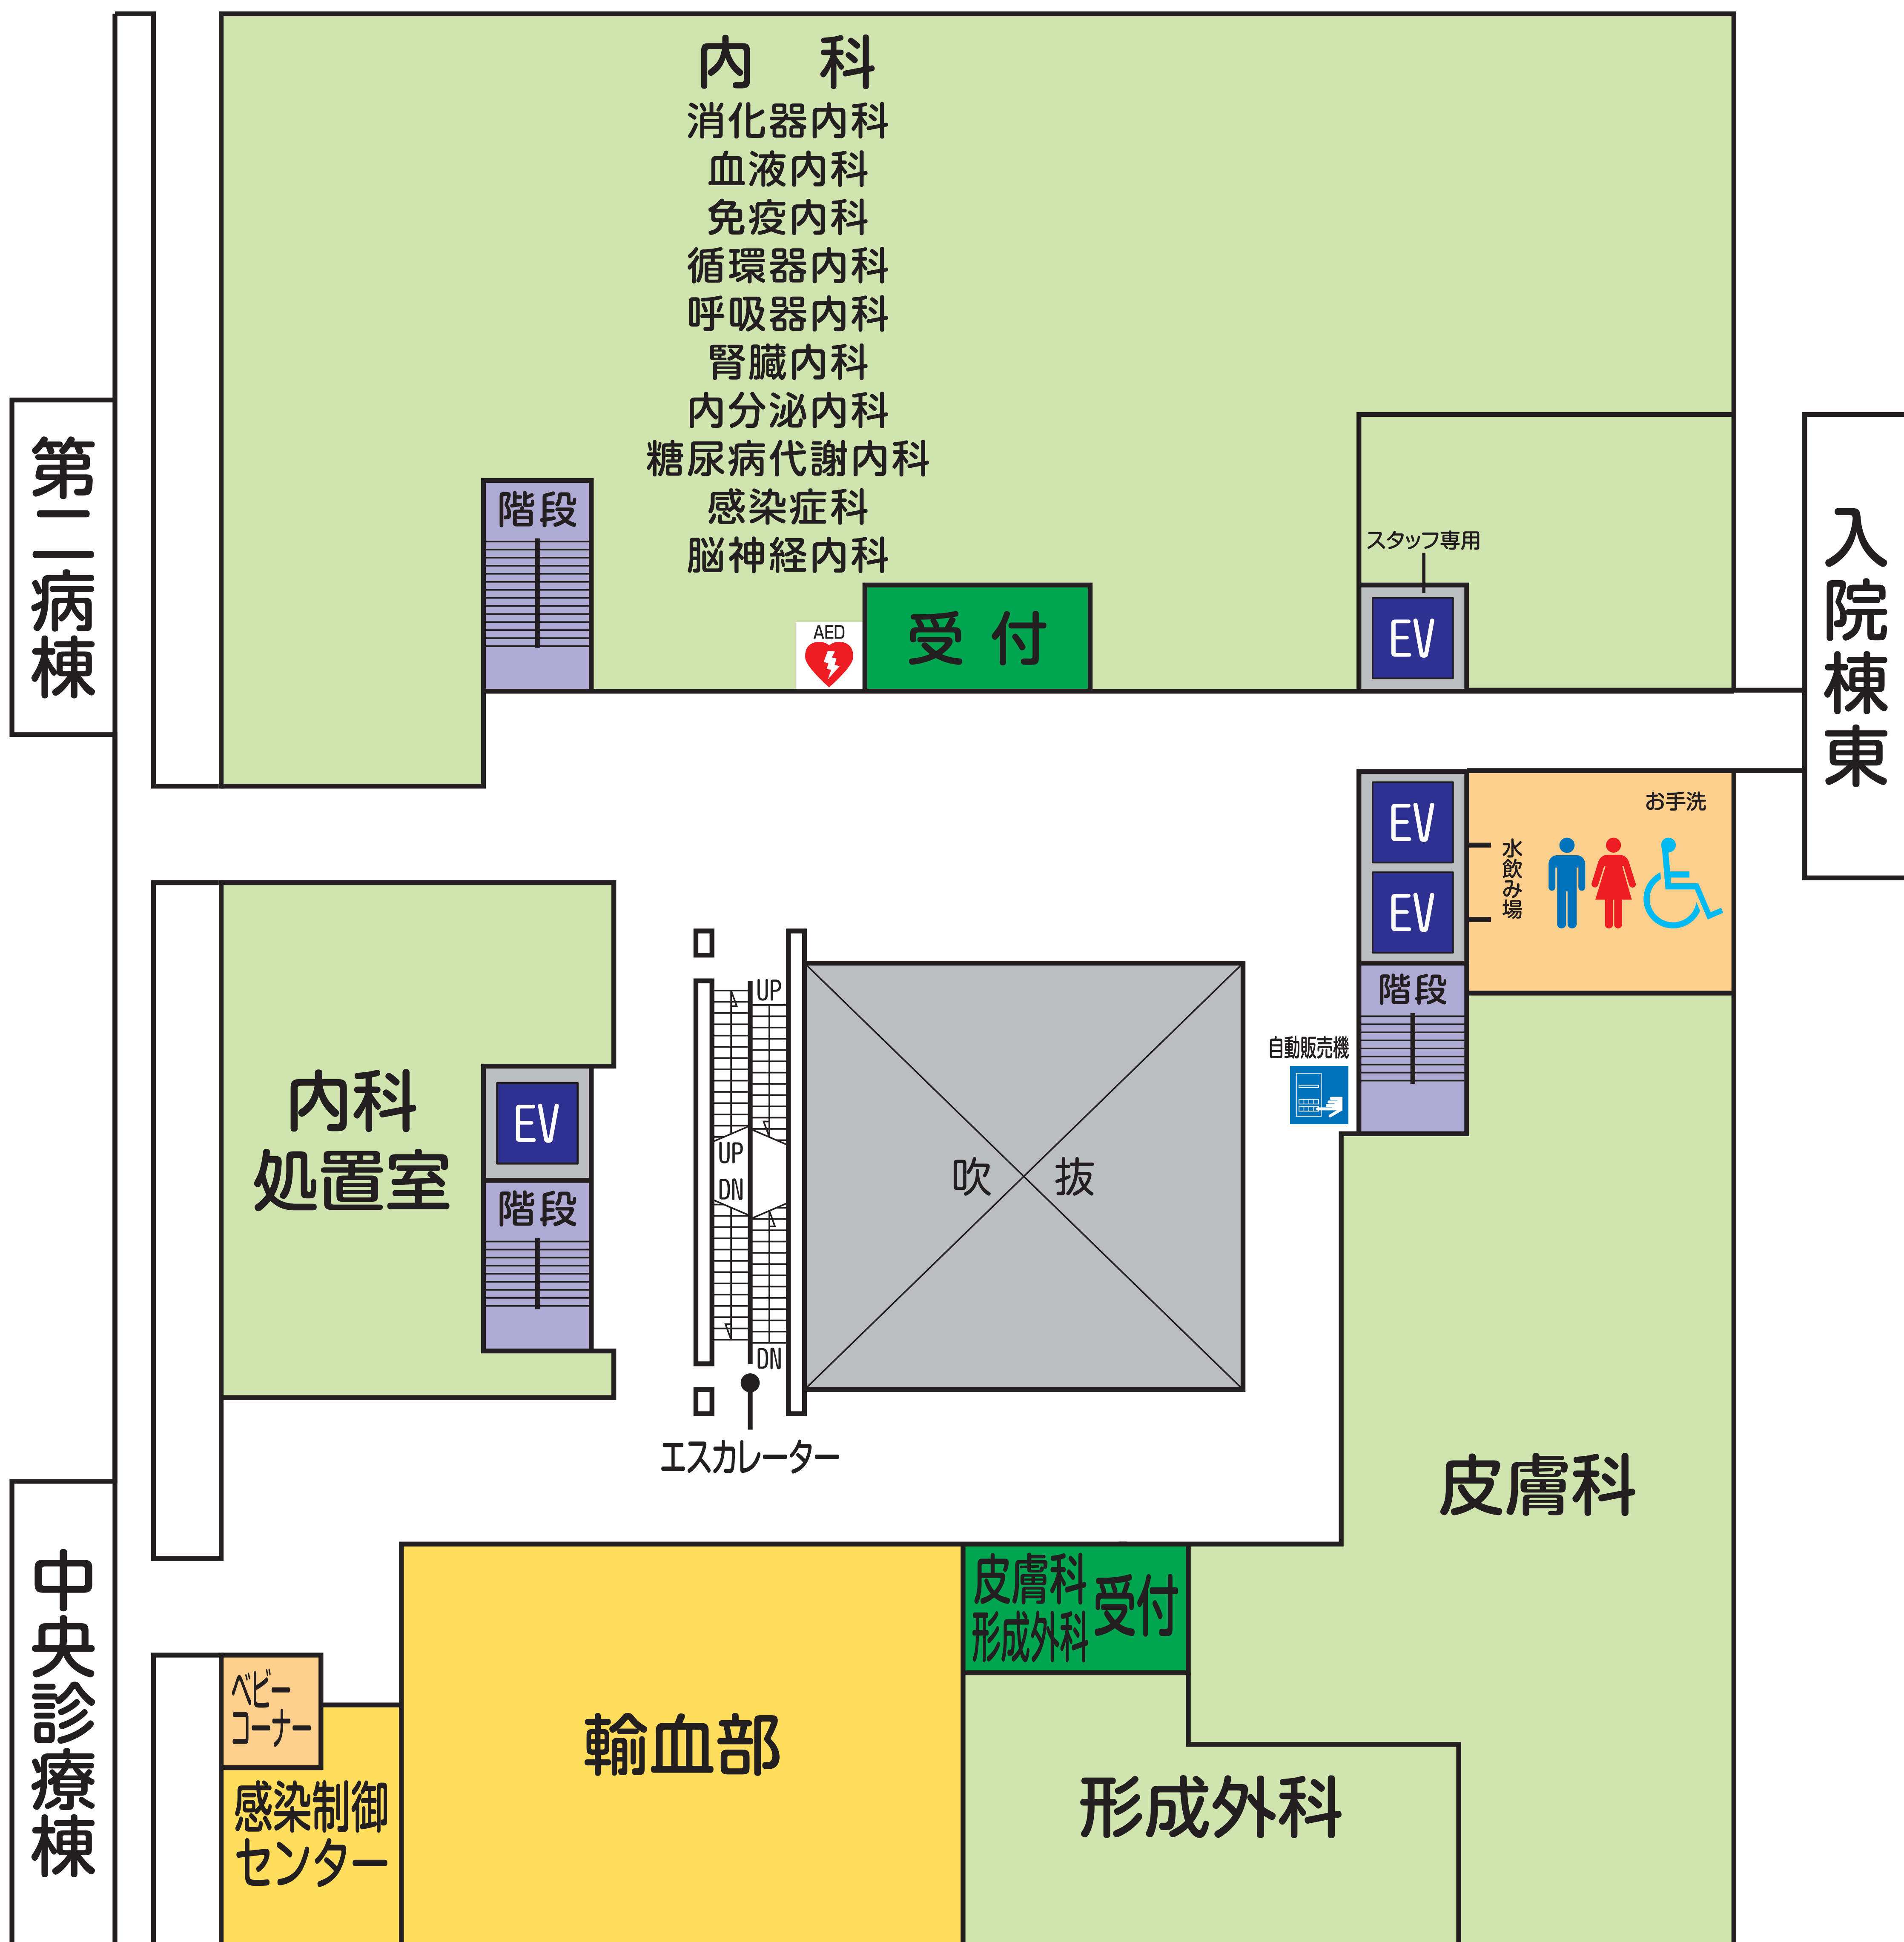 内 科
消化器内科
血液内科
免疫内科
循環器内科
呼吸器内科
腎臓内科
内分泌内科
糖尿病代謝内科
感染症科
脳神経内科
第二病棟
階段
AED
受付
スタッフ専用
EV
入院棟東
EV
EV
水飲み場
お手洗
階段
自動販売機
内科
処置室
EV
階段
UP
UP
DN
DN
エスカレーター
吹 抜
皮膚科
中央診療棟
ベビー
コーナー
感染制御
センター
輸血部
皮膚科
形成外科
受付
形成外科